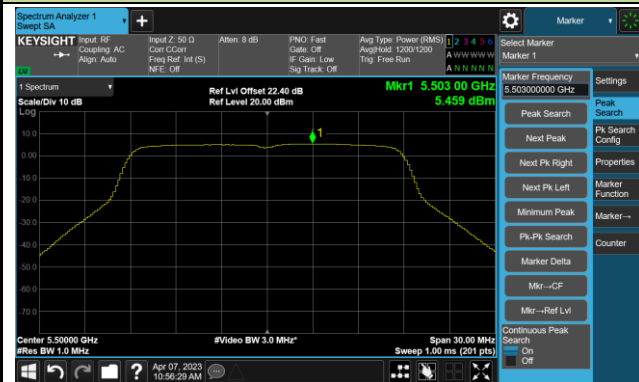 Spectrum Analyzer 1
Swept SA
Marker
KEYSIGHT
Input: RF
Coupling: AC
Align: Auto
Input Z: 50 Ω
Corr CCorr
Freq Ref: Int (S)
NFE: Off
Atten: 8 dB
PNO: Fast
Gate: Off
IF Gain: Low
Sig Track: Off
Avg Type: Power (RMS)
Avg|Hold: 1200/1200
Trig: Free Run
1 2 3 4 5 6
A W W W W W
A N N N N N
LVI
Select Marker
Marker 1
1 Spectrum
Scale/Div 10 dB
Log
Ref Lvl Offset 22.40 dB
Ref Level 20.00 dBm
Mkr1 5.503 00 GHz
5.459 dBm
1
10.0
0.00
-10.0
-20.0
-30.0
-40.0
-50.0
-60.0
-70.0
Center 5.50000 GHz
#Res BW 1.0 MHz
#Video BW 3.0 MHz*
Span 30.00 MHz
Sweep 1.00 ms (201 pts)
Marker Frequency
5.503000000 GHz
Peak Search
Next Peak
Next Pk Right
Next Pk Left
Minimum Peak
Pk-Pk Search
Marker Delta
Mkr→CF
Mkr→Ref Lvl
Continuous Peak
Search
On
Off
Settings
Peak
Search
Pk Search
Config
Properties
Marker
Function
Marker→
Counter
?
Apr 07, 2023
10:56:29 AM